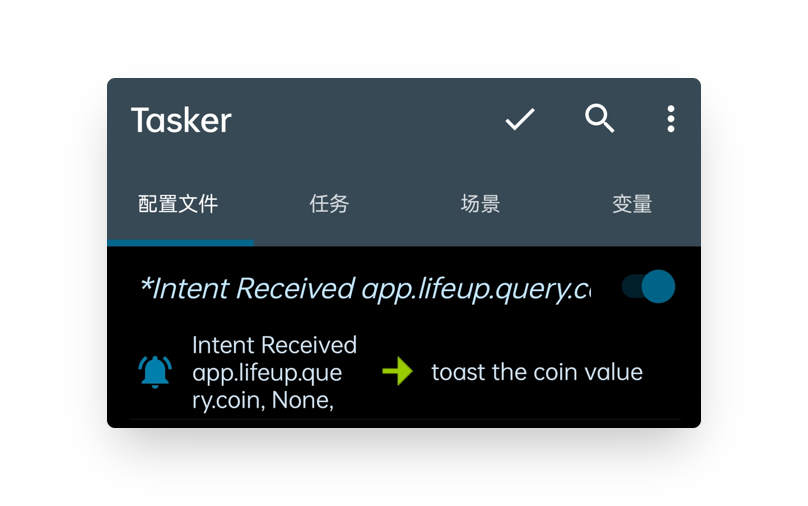 Tasker
配置文件 任务 场景 变量
*Intent Received app.lifeup.query.c
Intent Received
app.lifeup.que
ry.coin, None,
toast the coin value